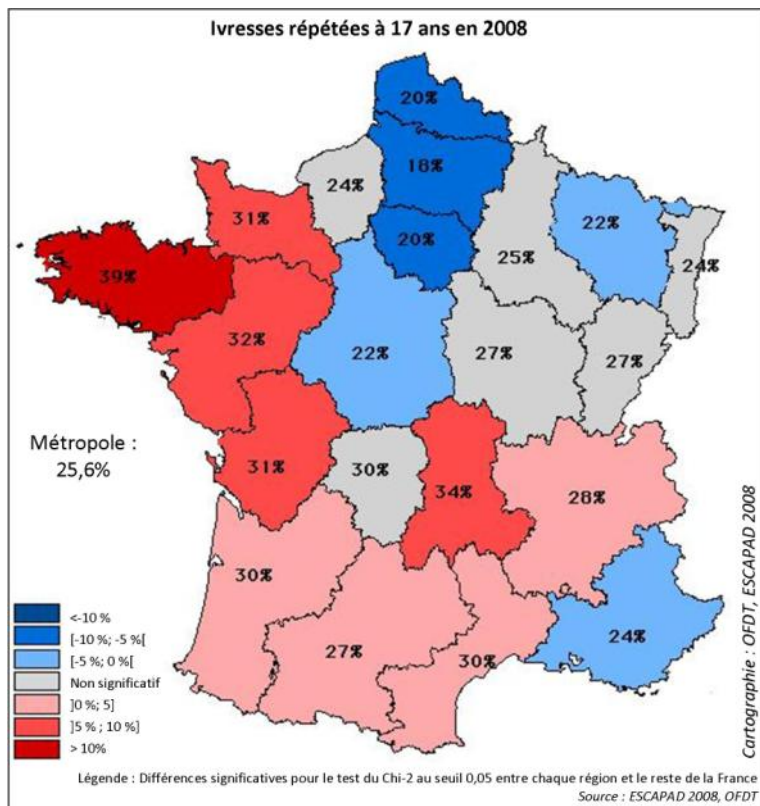 Ivresses répétées à 17 ans en 2008
20%
18%
24%
31%
20%
22%
25%
24%
39%
32%
22%
27%
27%
Métropole :
25,6%
31%
30%
34%
28%
30%
27%
30%
24%
<-10 %
[-10 %; -5 %[
[-5 %; 0 %[
Non significatif
]0 %; 5]
]5 % ; 10 %]
> 10%
Cartographie : OFDT, ESCAPAD 2008
Légende : Différences significatives pour le test du Chi-2 au seuil 0,05 entre chaque région et le reste de la France
Source : ESCAPAD 2008, OFDT